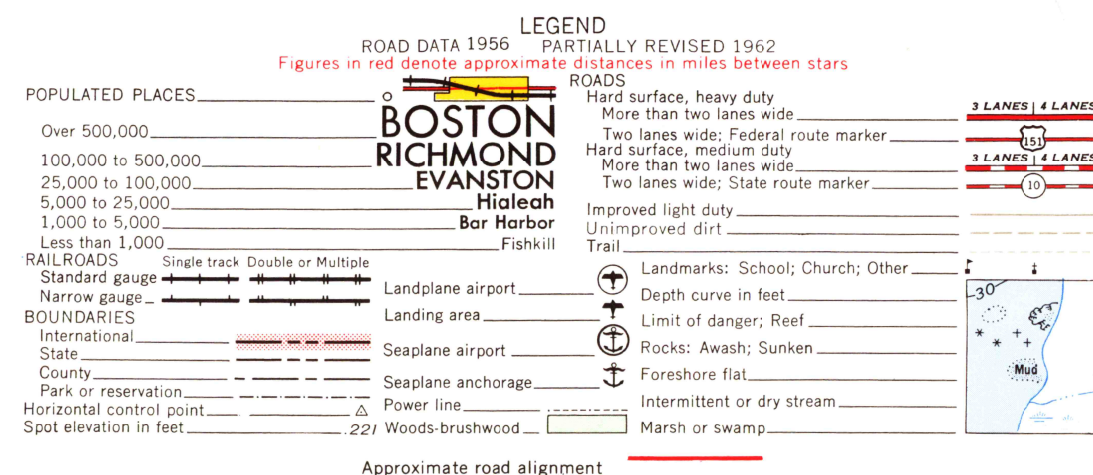 LEGEND
ROAD DATA 1956 PARTIALLY REVISED 1962
Figures in red denote approximate distances in miles between stars
POPULATED PLACES
Over 500,000 BOSTON
100,000 to 500,000 RICHMOND
25,000 to 100,000 EVANSTON
5,000 to 25,000 Hialeah
1,000 to 5,000 Bar Harbor
Less than 1,000 Fishkill
ROADS
Hard surface, heavy duty
More than two lanes wide 3 LANES | 4 LANES
Two lanes wide; Federal route marker 151
Hard surface, medium duty
More than two lanes wide 3 LANES | 4 LANES
Two lanes wide; State route marker 10
Improved light duty
Unimproved dirt
Trail
RAILROADS Single track Double or Multiple
Standard gauge
Narrow gauge
BOUNDARIES
International
State
County
Park or reservation
Horizontal control point
Spot elevation in feet .221
Landplane airport
Landing area
Seaplane airport
Seaplane anchorage
Power line
Woods-brushwood
Landmarks: School; Church; Other
Depth curve in feet 30
Limit of danger; Reef
Rocks: Awash; Sunken
Foreshore flat Mud
Intermittent or dry stream
Marsh or swamp
Approximate road alignment